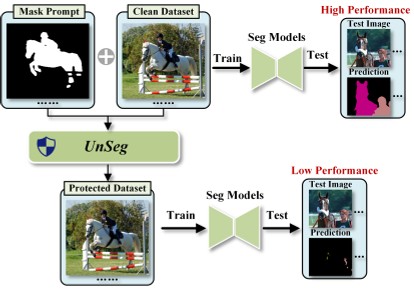 Mask Prompt
Clean Dataset
Train
Seg Models
Test
High Performance
Test Image
...
Prediction
...
......
......
UnSeg
Protected Dataset
......
Train
Seg Models
Test
Low Performance
Test Image
...
Prediction
...